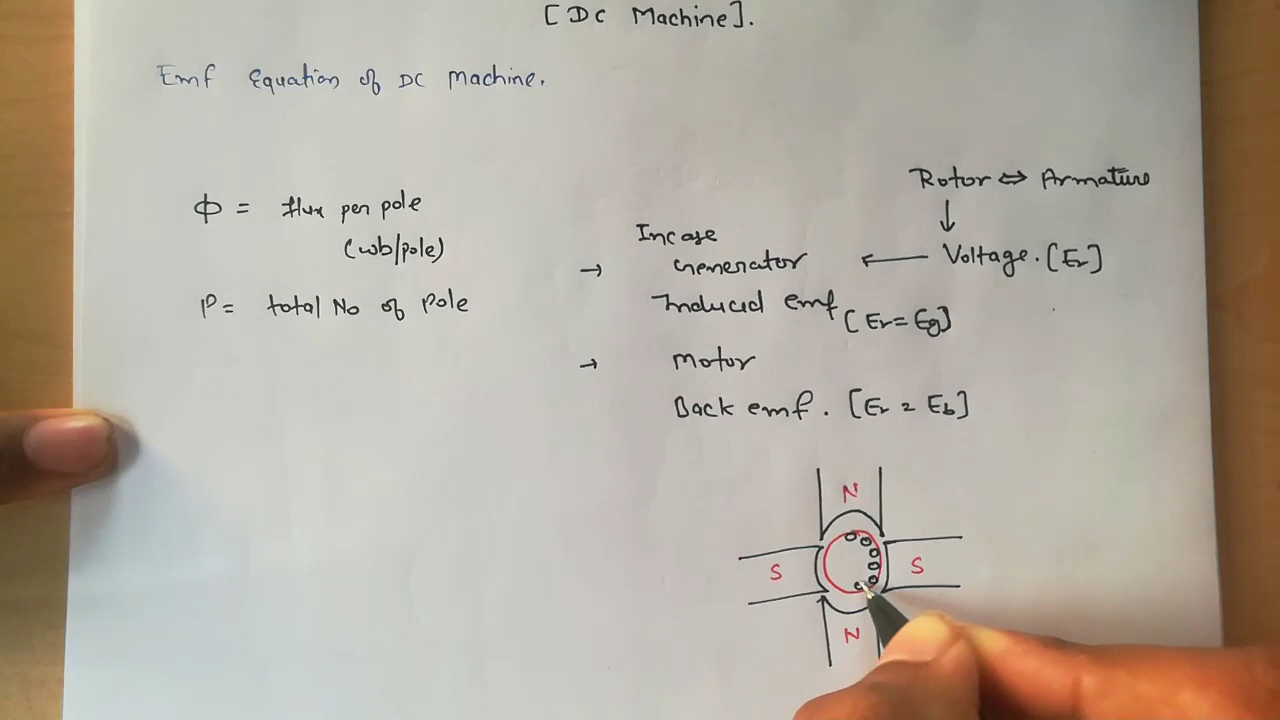 [DC Machine].
Emf Equation of DC machine.
Φ = flux per pole
(wb/pole)
P = total No of pole
Rotor ⇔ Armature
↓
Voltage. [Er]
←
→ Incase
Generator
Induced emf [Er = Eg]
→ Motor
Back emf. [Er = Eb]
N
S
S
N